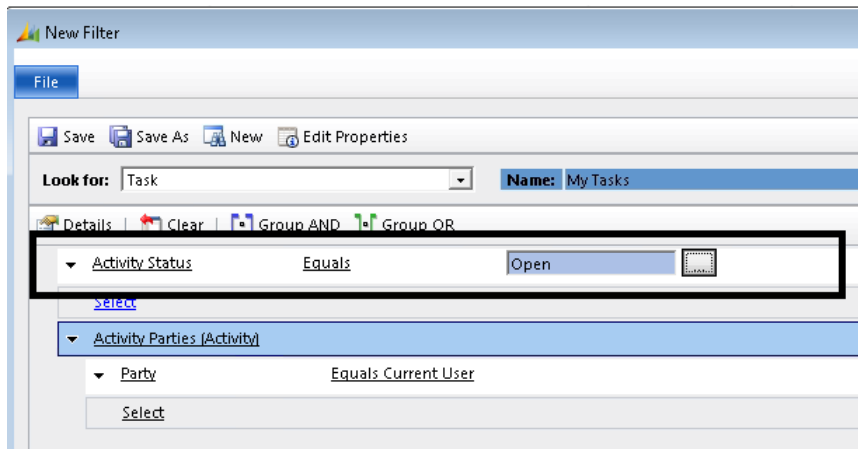 New Filter
File
Save Save As New Edit Properties
Look for: Task Name: My Tasks
Details | Clear | Group AND Group OR
Activity Status Equals Open ...
Select
Activity Parties (Activity)
Party Equals Current User
Select